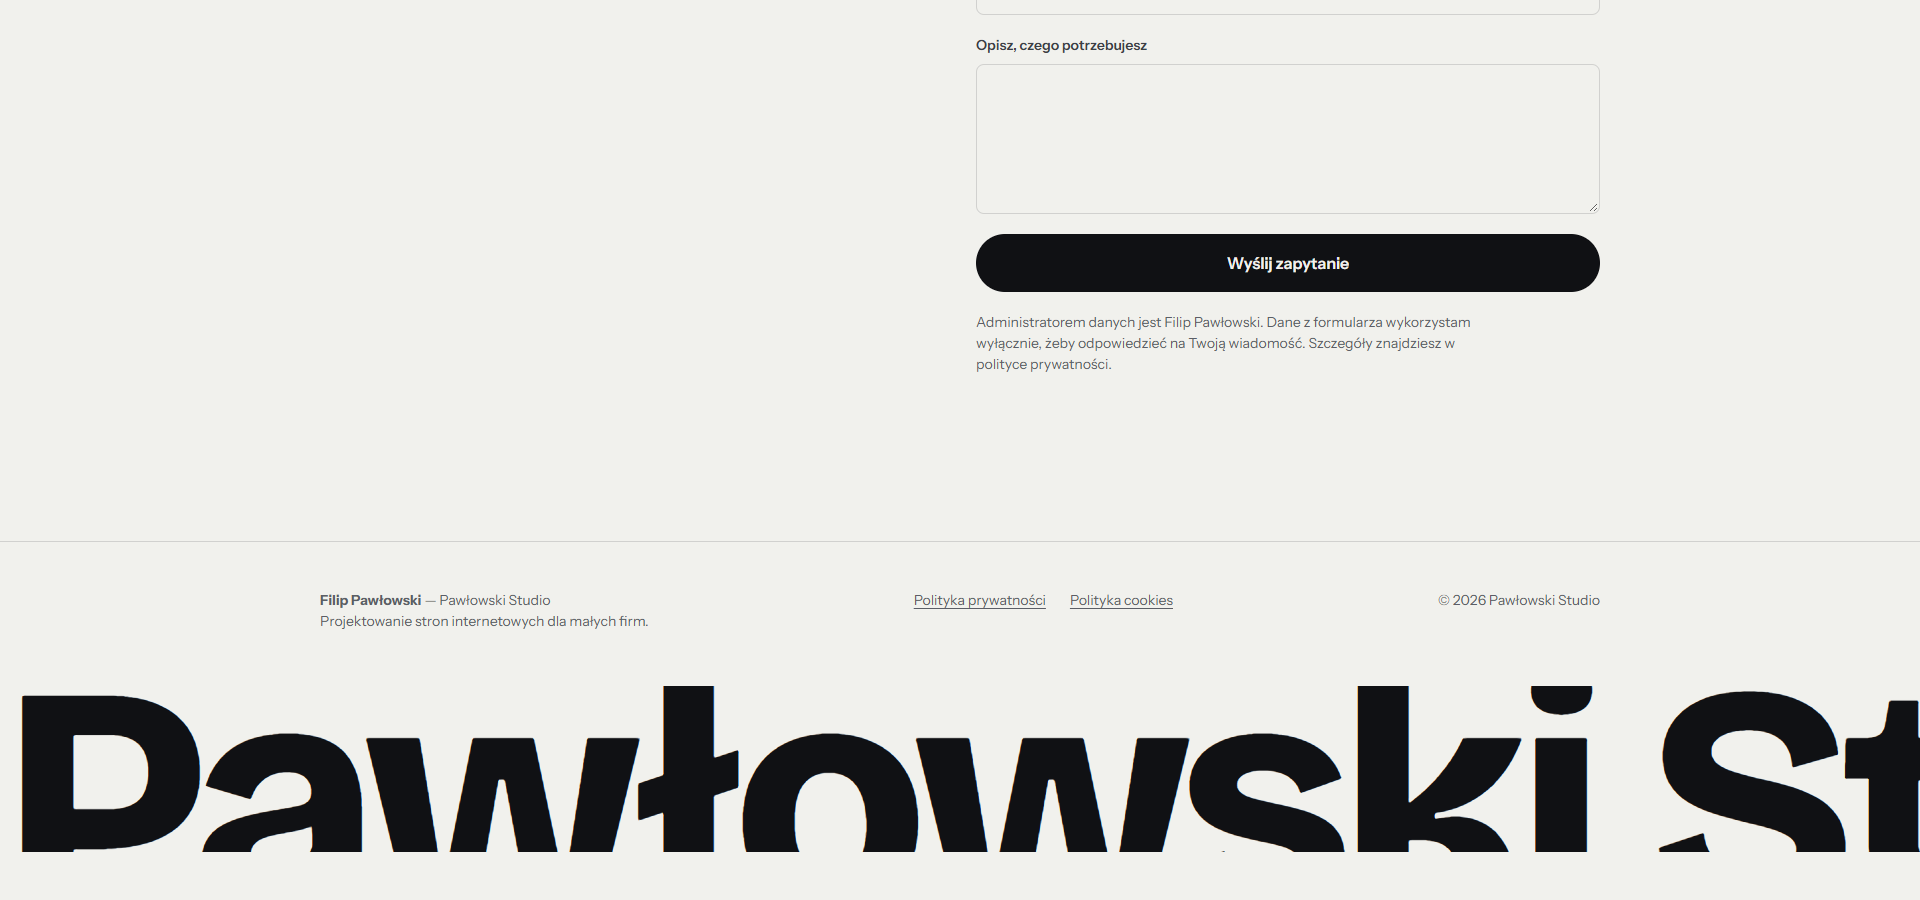 Opisz, czego potrzebujesz
Wyślij zapytanie
Administratorem danych jest Filip Pawłowski. Dane z formularza wykorzystam
wyłącznie, żeby odpowiedzieć na Twoją wiadomość. Szczegóły znajdziesz w
polityce prywatności.
Filip Pawłowski — Pawłowski Studio
Projektowanie stron internetowych dla małych firm.
Polityka prywatności
Polityka cookies
© 2026 Pawłowski Studio
Pawłowski St